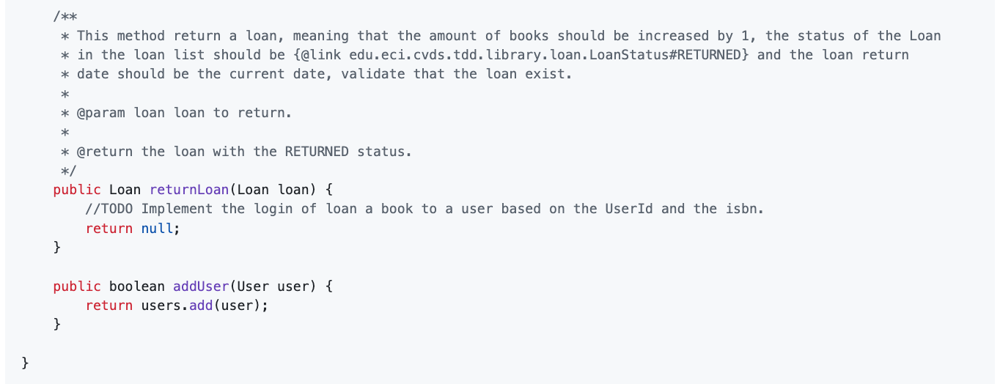 /**
* This method return a loan, meaning that the amount of books should be increased by 1, the status of the Loan
* in the loan list should be {@link edu.eci.cvds.tdd.library.loan.LoanStatus#RETURNED} and the loan return
* date should be the current date, validate that the loan exist.
*
* @param loan loan to return.
*
* @return the loan with the RETURNED status.
*/
public Loan returnLoan(Loan loan) {
//TODO Implement the login of loan a book to a user based on the UserId and the isbn.
return null;
}
public boolean addUser(User user) {
return users.add(user);
}
}